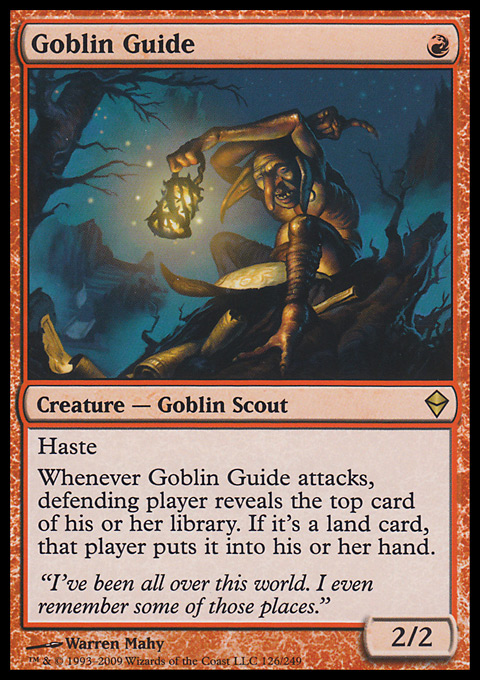 Goblin Guide
Creature — Goblin Scout
Haste
Whenever Goblin Guide attacks,
defending player reveals the top card
of his or her library. If it's a land card,
that player puts it into his or her hand.
“I've been all over this world. I even
remember some of those places.”
Warren Mahy
™ & © 1993–2009 Wizards of the Coast LLC 126/249
2/2